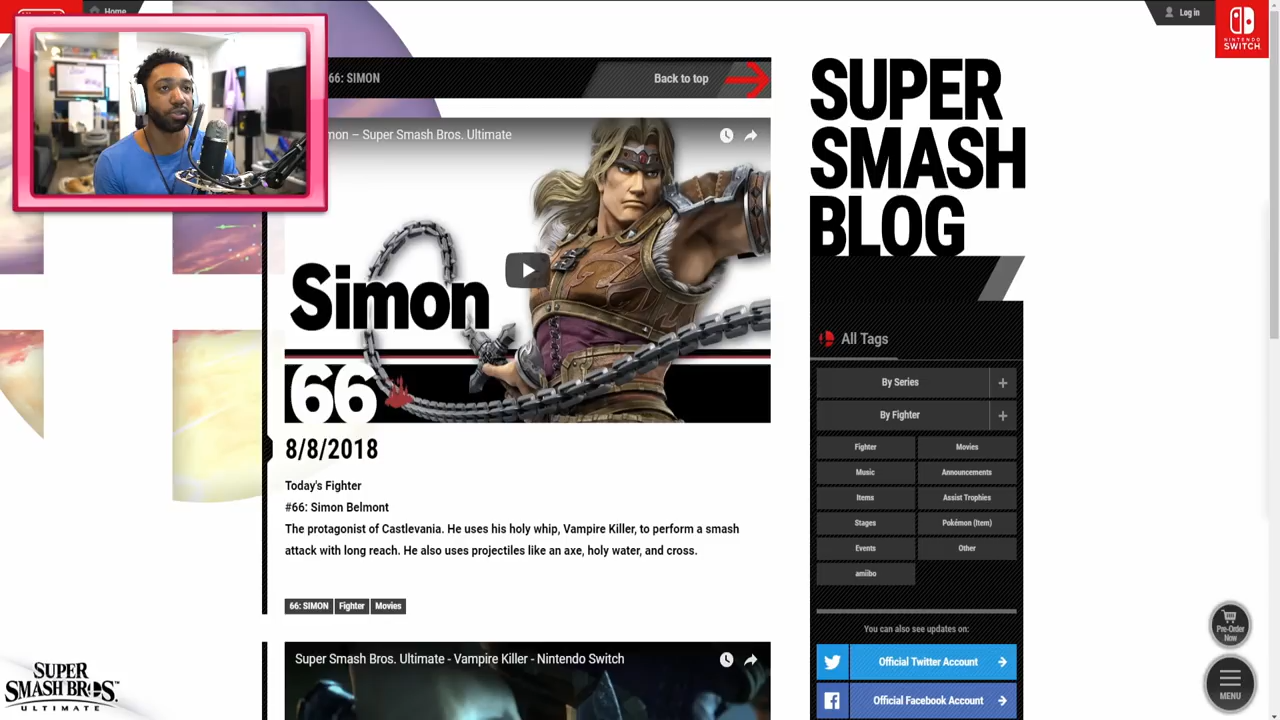 Home
Log in
NINTENDO
SWITCH
66: SIMON
Back to top
mon – Super Smash Bros. Ultimate
Simon
66
8/8/2018
Today's Fighter
#66: Simon Belmont
The protagonist of Castlevania. He uses his holy whip, Vampire Killer, to perform a smash
attack with long reach. He also uses projectiles like an axe, holy water, and cross.
66: SIMON
Fighter
Movies
Super Smash Bros. Ultimate - Vampire Killer - Nintendo Switch
SUPER
SMASH
BLOG
All Tags
By Series
By Fighter
Fighter
Movies
Music
Announcements
Items
Assist Trophies
Stages
Pokémon (Item)
Events
Other
amiibo
You can also see updates on:
Official Twitter Account
Official Facebook Account
Pre-Order
Now
MENU
SUPER
SMASH BROS.
ULTIMATE